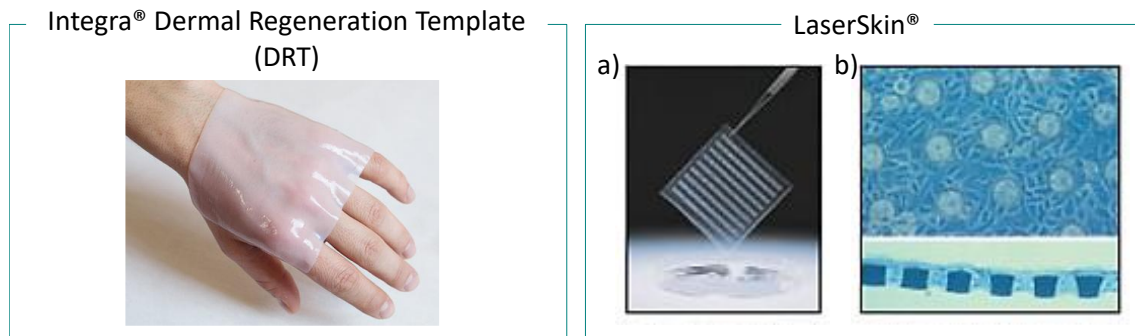 Integra® Dermal Regeneration Template
(DRT)
LaserSkin®
a)
b)